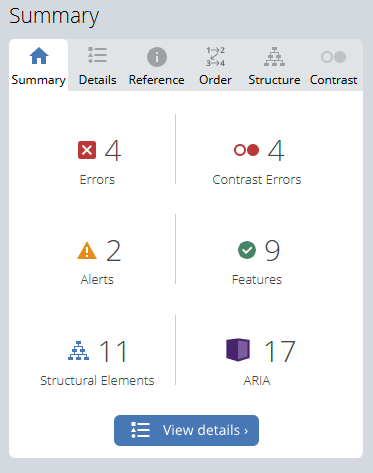 Summary
Summary Details Reference Order Structure Contrast
4 4
Errors Contrast Errors
2 9
Alerts Features
11 17
Structural Elements ARIA
View details ›